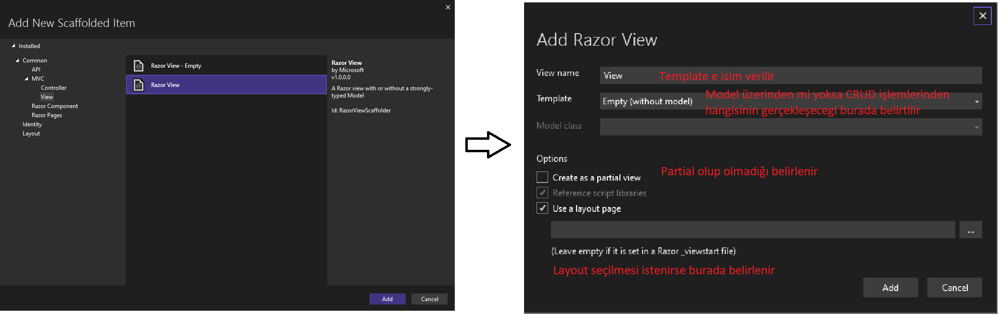 Add New Scaffolded Item
Installed
Common
API
MVC
Controller
View
Razor Component
Razor Pages
Identity
Layout
Razor View - Empty
Razor View
Razor View
by Microsoft
v1.0.0.0
A Razor view with or without a strongly-
typed Model
Id: RazorViewScaffolder
Add
Cancel
Add Razor View
View name
View
Template e isim verilir
Template
Empty (without model)
Model üzerinden mi yoksa CRUD işlemlerinden
hangisinin gerçekleşecegi burada belirtilir
Model class
Options
Create as a partial view
Partial olup olmadığı belirlenir
Reference script libraries
Use a layout page
...
(Leave empty if it is set in a Razor _viewstart file)
Layout seçilmesi istenirse burada belirlenir
Add
Cancel